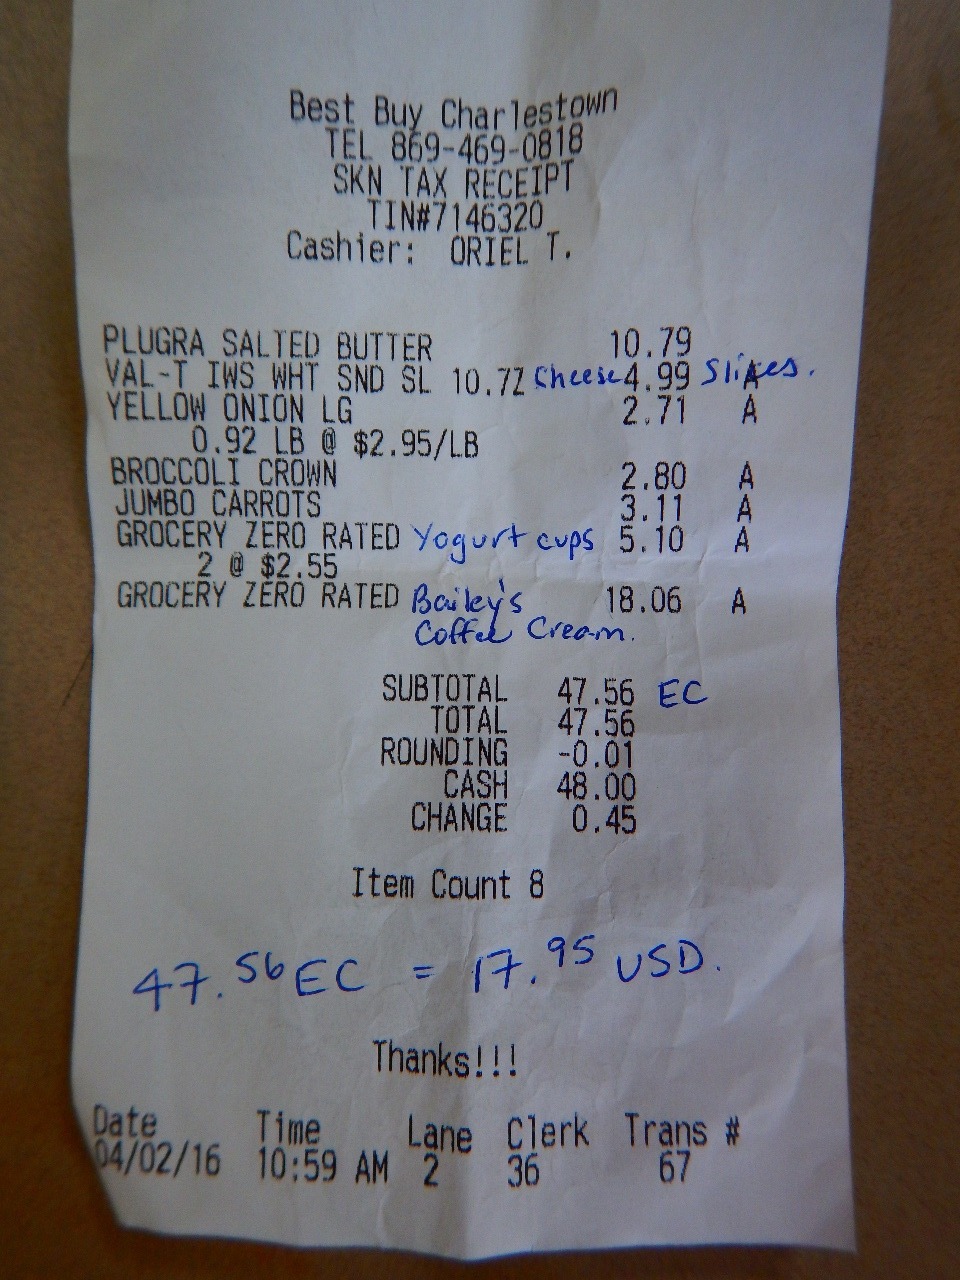 Best Buy Charlestown
TEL 869-469-0818
SKN TAX RECEIPT
TIN#7146320
Cashier: ORIEL T.
PLUGRA SALTED BUTTER 10.79
VAL-T IWS WHT SND SL 10.7Z Cheese 4.99 Slices. A
YELLOW ONION LG 2.71 A
0.92 LB @ $2.95/LB
BROCCOLI CROWN 2.80 A
JUMBO CARROTS 3.11 A
GROCERY ZERO RATED Yogurt cups 5.10 A
2 @ $2.55
GROCERY ZERO RATED Bailey's 18.06 A
Coffee Cream.
SUBTOTAL 47.56 EC
TOTAL 47.56
ROUNDING -0.01
CASH 48.00
CHANGE 0.45
Item Count 8
47.56 EC = 17.95 USD.
Thanks!!!
Date Time Lane Clerk Trans #
04/02/16 10:59 AM 2 36 67